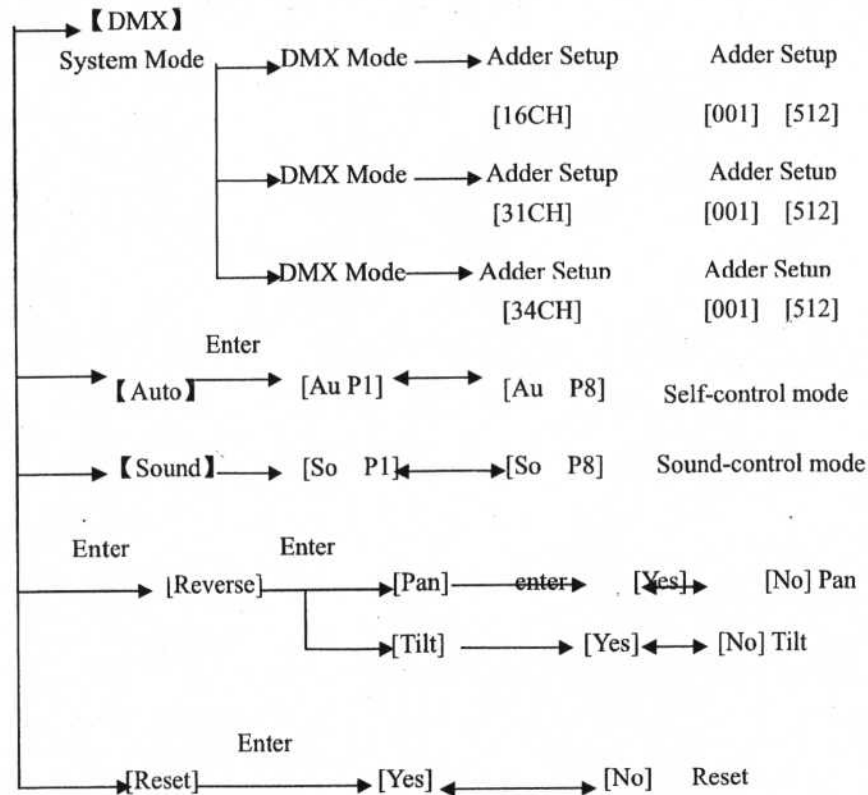 【DMX】
System Mode DMX Mode Adder Setup Adder Setup
[16CH] [001] [512]
DMX Mode Adder Setup Adder Setup
[31CH] [001] [512]
DMX Mode Adder Setup Adder Setup
[34CH] [001] [512]
Enter
【Auto】 [Au P1] [Au P8] Self-control mode
【Sound】 [So P1] [So P8] Sound-control mode
Enter Enter
[Reverse] [Pan] enter [Yes] [No] Pan
[Tilt] [Yes] [No] Tilt
Enter
[Reset] [Yes] [No] Reset